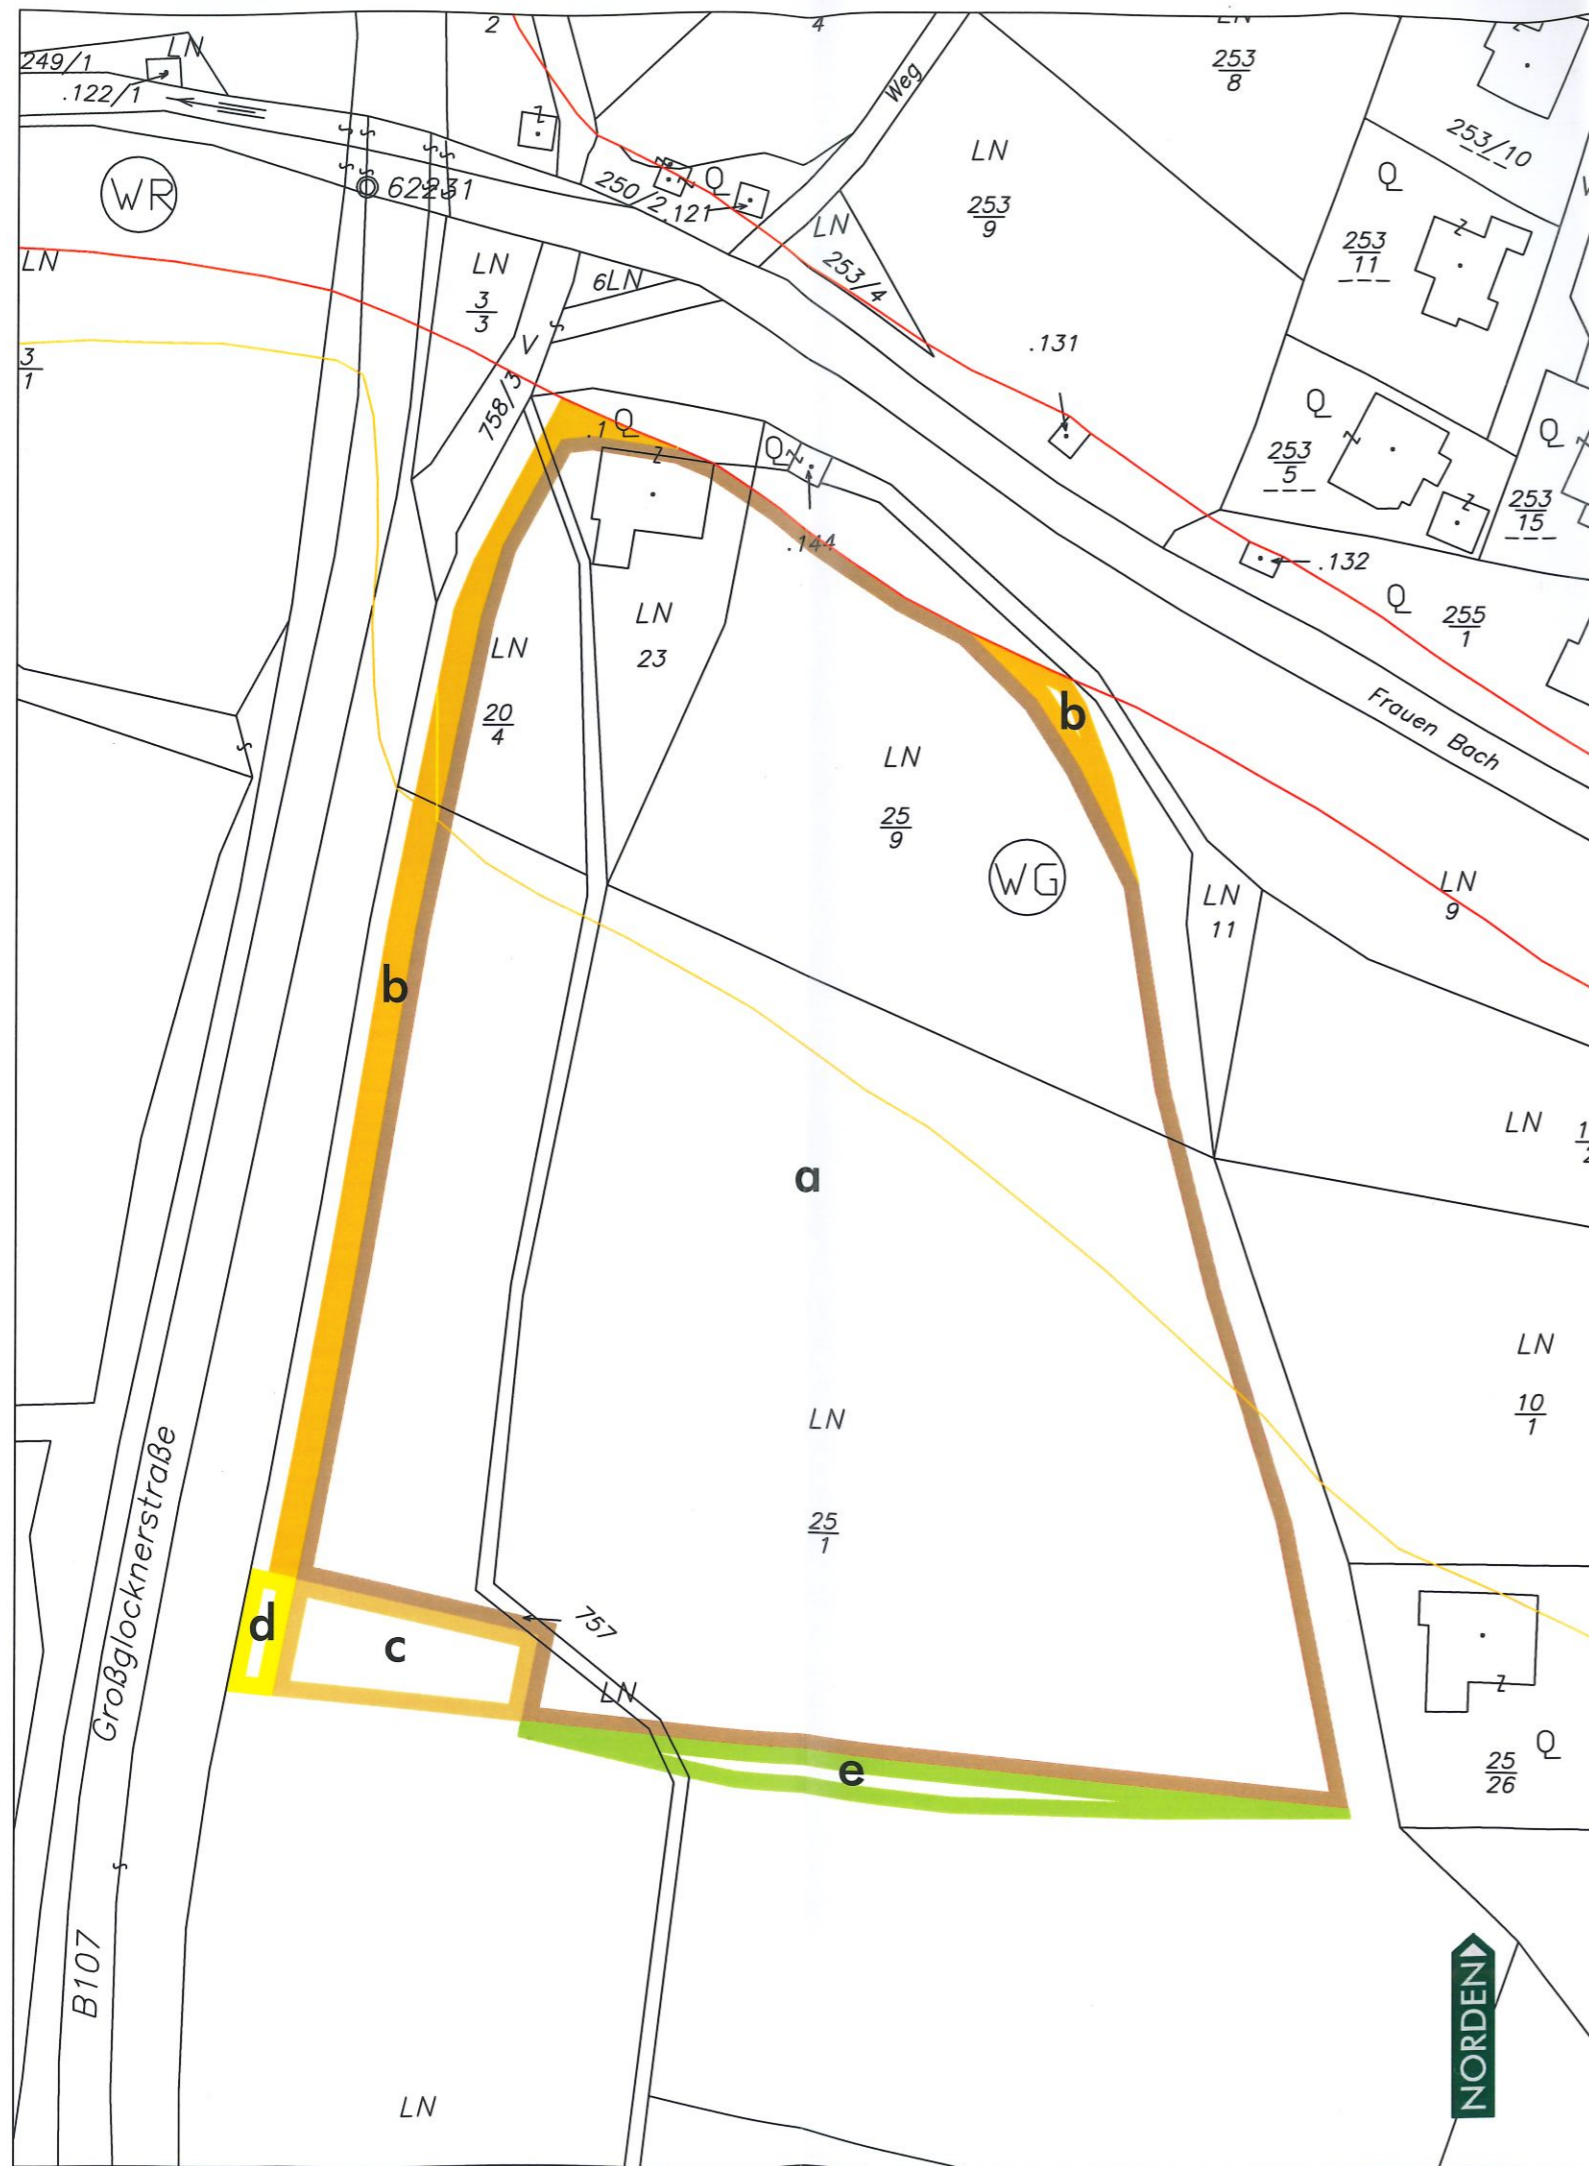 2
4
LN
253
8
249/1
LN
.122/1
Weg
253/10
LN
Q
WR
62231
250/2
Q
.121
253
9
LN
253
11
LN
LN
253/4
6LN
3
3
V
3
1
.131
758/3
Q
.1
Q
Q
Q
253
5
253
15
.144
.132
Q
255
1
LN
23
LN
20
4
b
Frauen Bach
LN
25
9
WG
LN
11
LN
9
b
LN
a
LN
10
1
LN
25
1
Großglocknerstraße
d
c
757
LN
e
Q
25
26
B107
NORDEN
LN